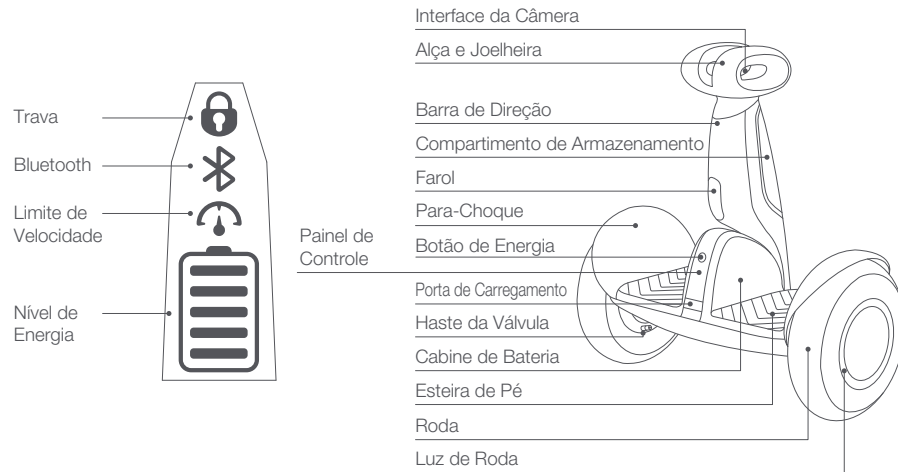 Trava
Bluetooth
Limite de
Velocidade
Nível de
Energia
Painel de
Controle
Interface da Câmera
Alça e Joelheira
Barra de Direção
Compartimento de Armazenamento
Farol
Para-Choque
Botão de Energia
Porta de Carregamento
Haste da Válvula
Cabine de Bateria
Esteira de Pé
Roda
Luz de Roda